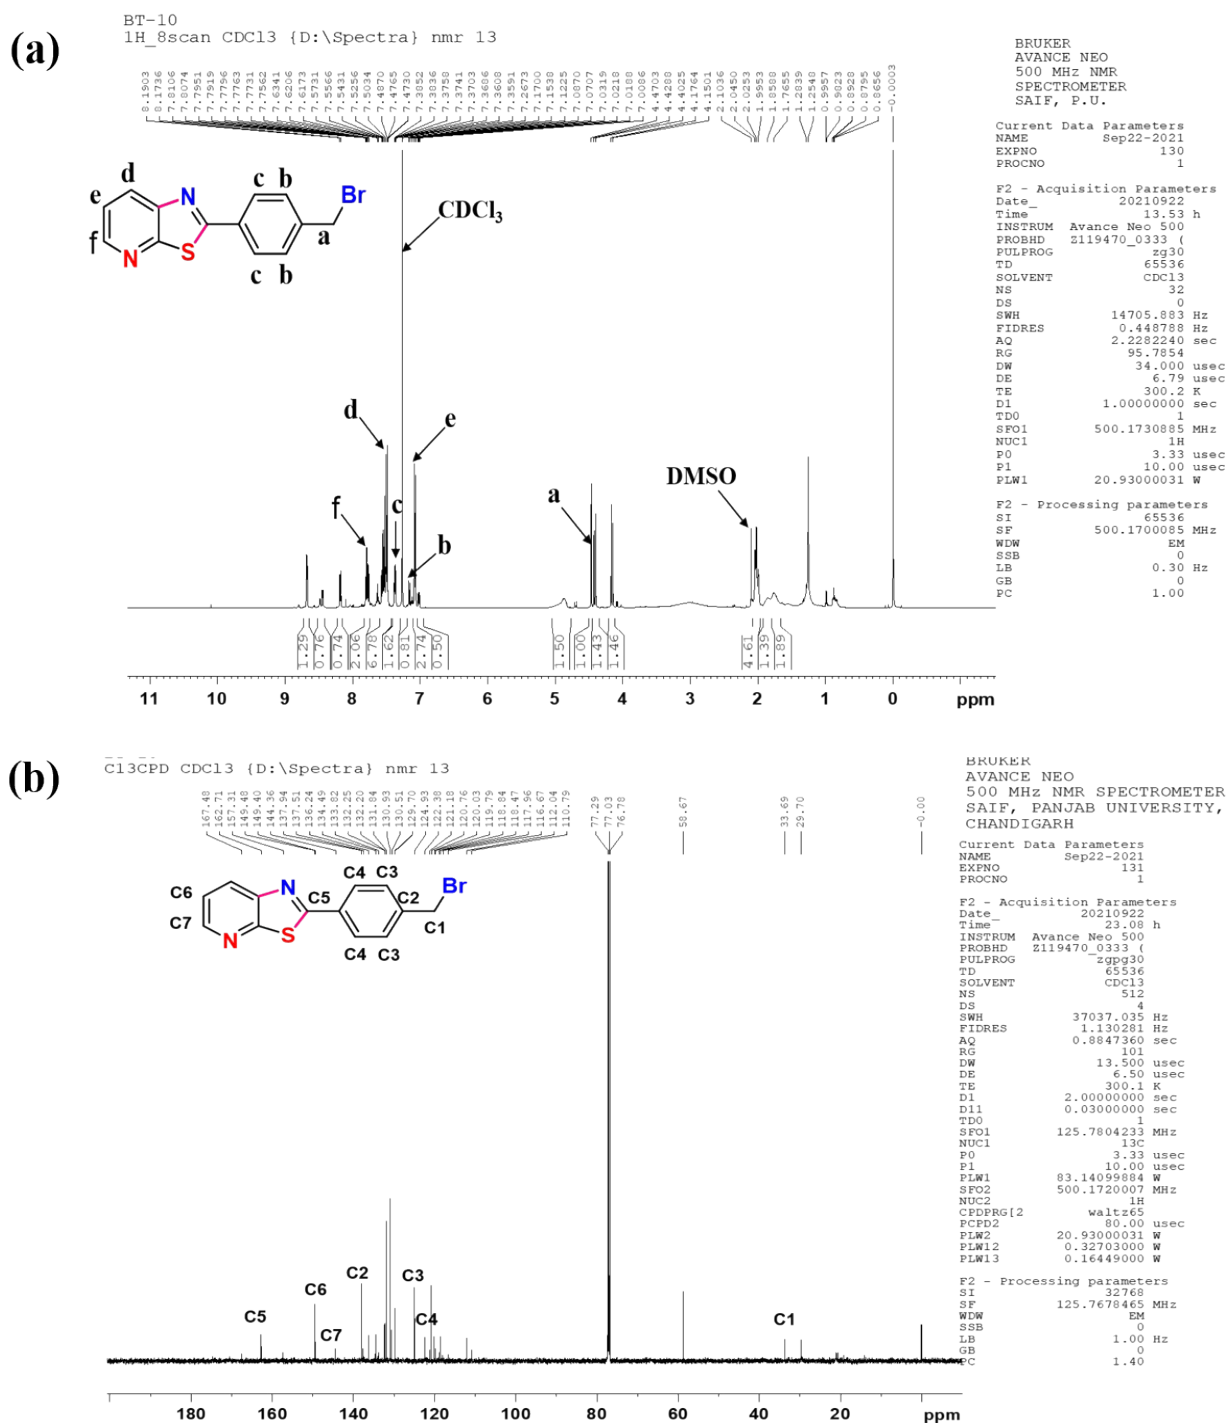 (a)
BT-10
1H_8scan CDCl3 {D:\Spectra} nmr 13
8.1903
8.1736
7.8106
7.8074
7.7951
7.7919
7.7796
7.7763
7.7731
7.7562
7.6341
7.6206
7.6173
7.5731
7.5566
7.5431
7.5256
7.5034
7.4870
7.4765
7.4730
7.3852
7.3836
7.3758
7.3741
7.3703
7.3686
7.3608
7.3591
7.2673
7.1700
7.1538
7.1225
7.0870
7.0707
7.0319
7.0218
7.0188
7.0086
4.4703
4.4288
4.4025
4.1764
4.1501
2.1036
2.0450
2.0253
1.9953
1.8588
1.7655
1.2839
1.2548
0.9957
0.9823
0.8928
0.8795
0.8656
-0.0003
d
e
f
N
N
S
c
b
c
b
a
Br
CDCl3
d
e
f
c
b
a
DMSO
1.29
0.76
0.74
2.06
6.78
1.62
0.81
2.74
0.50
1.50
1.00
1.43
1.46
4.61
1.39
1.89
11 10 9 8 7 6 5 4 3 2 1 0 ppm
BRUKER
AVANCE NEO
500 MHz NMR
SPECTROMETER
SAIF, P.U.
Current Data Parameters
NAME Sep22-2021
EXPNO 130
PROCNO 1
F2 - Acquisition Parameters
Date_ 20210922
Time 13.53 h
INSTRUM Avance Neo 500
PROBHD Z119470_0333 (
PULPROG zg30
TD 65536
SOLVENT CDCl3
NS 32
DS 0
SWH 14705.883 Hz
FIDRES 0.448788 Hz
AQ 2.2282240 sec
RG 95.7854
DW 34.000 usec
DE 6.79 usec
TE 300.2 K
D1 1.00000000 sec
TD0 1
SFO1 500.1730885 MHz
NUC1 1H
P0 3.33 usec
P1 10.00 usec
PLW1 20.93000031 W
F2 - Processing parameters
SI 65536
SF 500.1700085 MHz
WDW EM
SSB 0
LB 0.30 Hz
GB 0
PC 1.00
(b)
C13CPD CDCl3 {D:\Spectra} nmr 13
167.48
162.71
157.31
149.48
149.40
144.36
137.94
137.51
136.24
134.49
133.82
132.25
132.20
131.84
130.93
130.51
129.70
124.93
122.38
121.18
120.76
120.03
119.79
118.84
118.47
117.96
116.67
112.04
110.79
77.29
77.03
76.78
58.67
33.69
29.70
-0.00
C6
C7
N
N
S
C5
C4
C3
C2
C4
C3
C1
Br
C5
C6
C7
C2
C3
C4
C1
180 160 140 120 100 80 60 40 20 ppm
BRUKER
AVANCE NEO
500 MHz NMR SPECTROMETER
SAIF, PANJAB UNIVERSITY,
CHANDIGARH
Current Data Parameters
NAME Sep22-2021
EXPNO 131
PROCNO 1
F2 - Acquisition Parameters
Date_ 20210922
Time 23.08 h
INSTRUM Avance Neo 500
PROBHD Z119470_0333 (
PULPROG zgpg30
TD 65536
SOLVENT CDCl3
NS 512
DS 4
SWH 37037.035 Hz
FIDRES 1.130281 Hz
AQ 0.8847360 sec
RG 101
DW 13.500 usec
DE 6.50 usec
TE 300.1 K
D1 2.00000000 sec
D11 0.03000000 sec
TD0 1
SFO1 125.7804233 MHz
NUC1 13C
P0 3.33 usec
P1 10.00 usec
PLW1 83.14099884 W
SFO2 500.1720007 MHz
NUC2 1H
CPDPRG[2 waltz65
PCPD2 80.00 usec
PLW2 20.93000031 W
PLW12 0.32703000 W
PLW13 0.16449000 W
F2 - Processing parameters
SI 32768
SF 125.7678465 MHz
WDW EM
SSB 0
LB 1.00 Hz
GB 0
PC 1.40